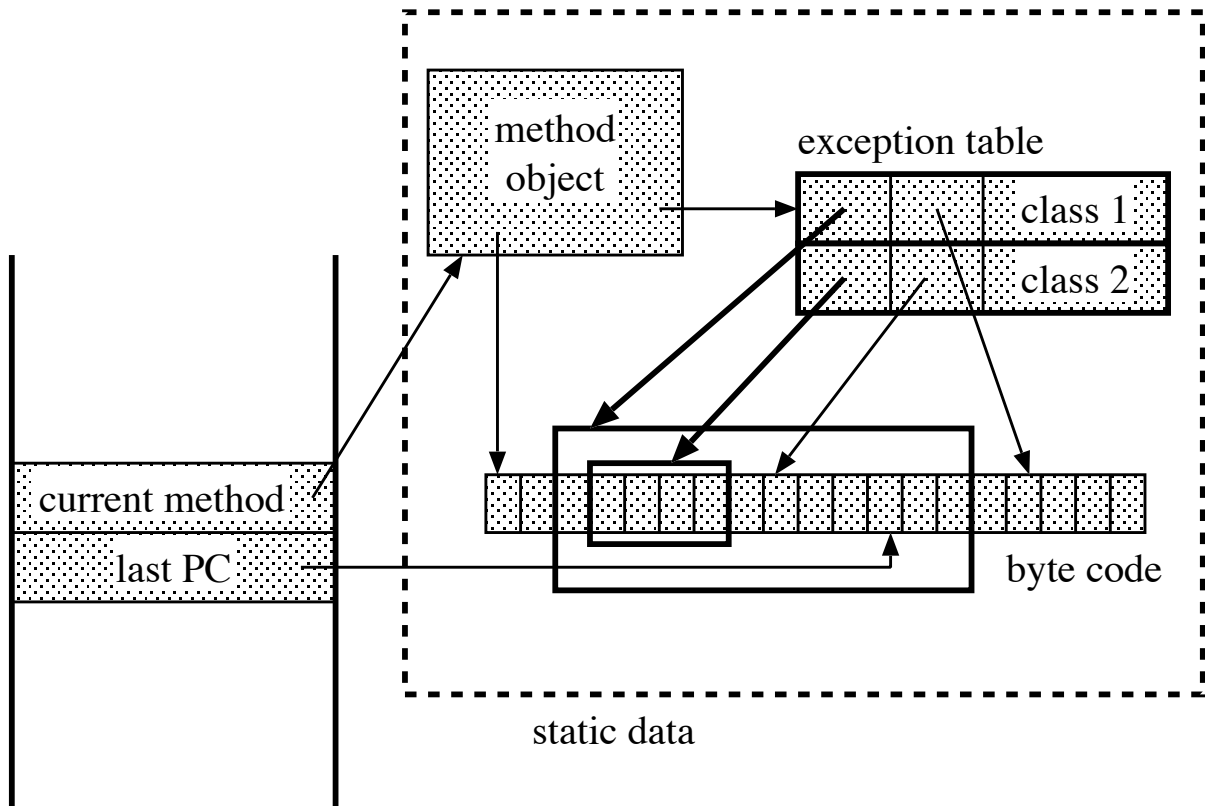 method
object
exception table
class 1
class 2
current method
last PC
byte code
static data